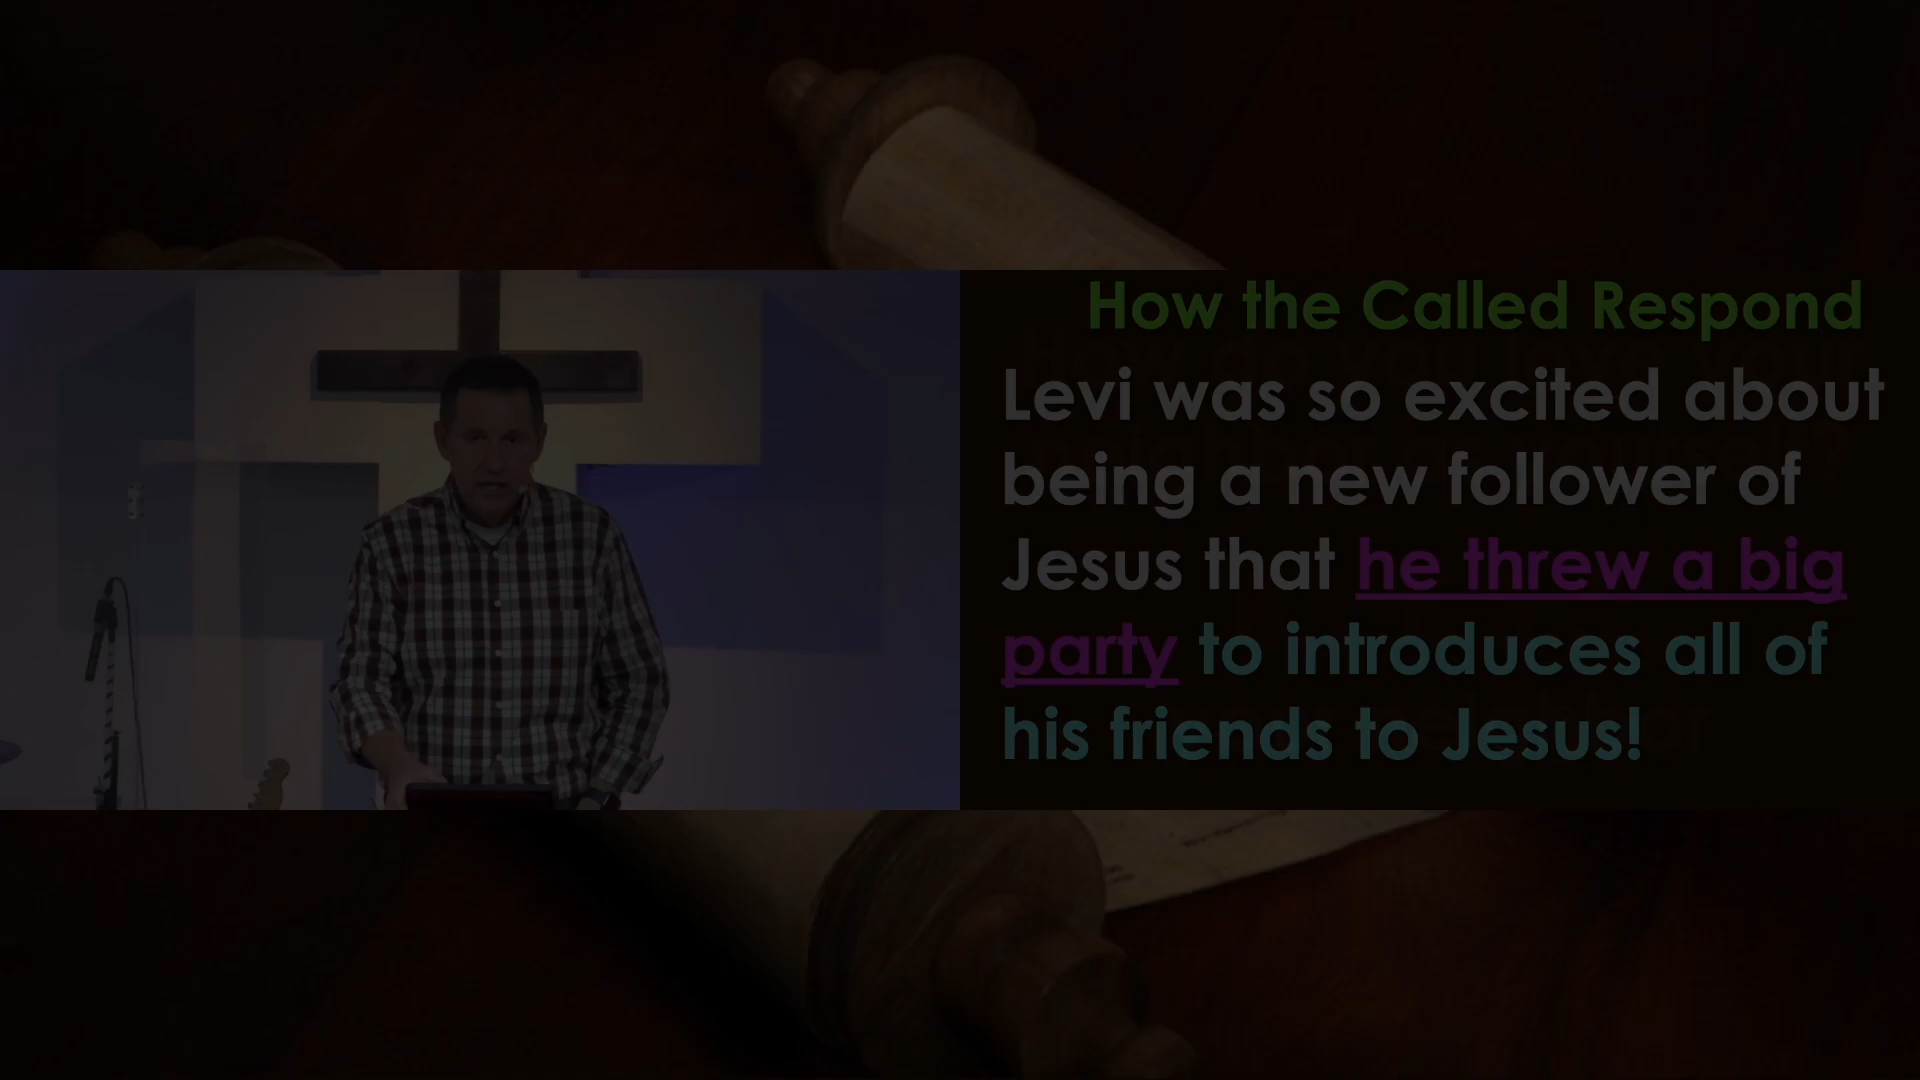 How the Called Respond
Levi was so excited about
being a new follower of
Jesus that he threw a big
party to introduces all of
his friends to Jesus!